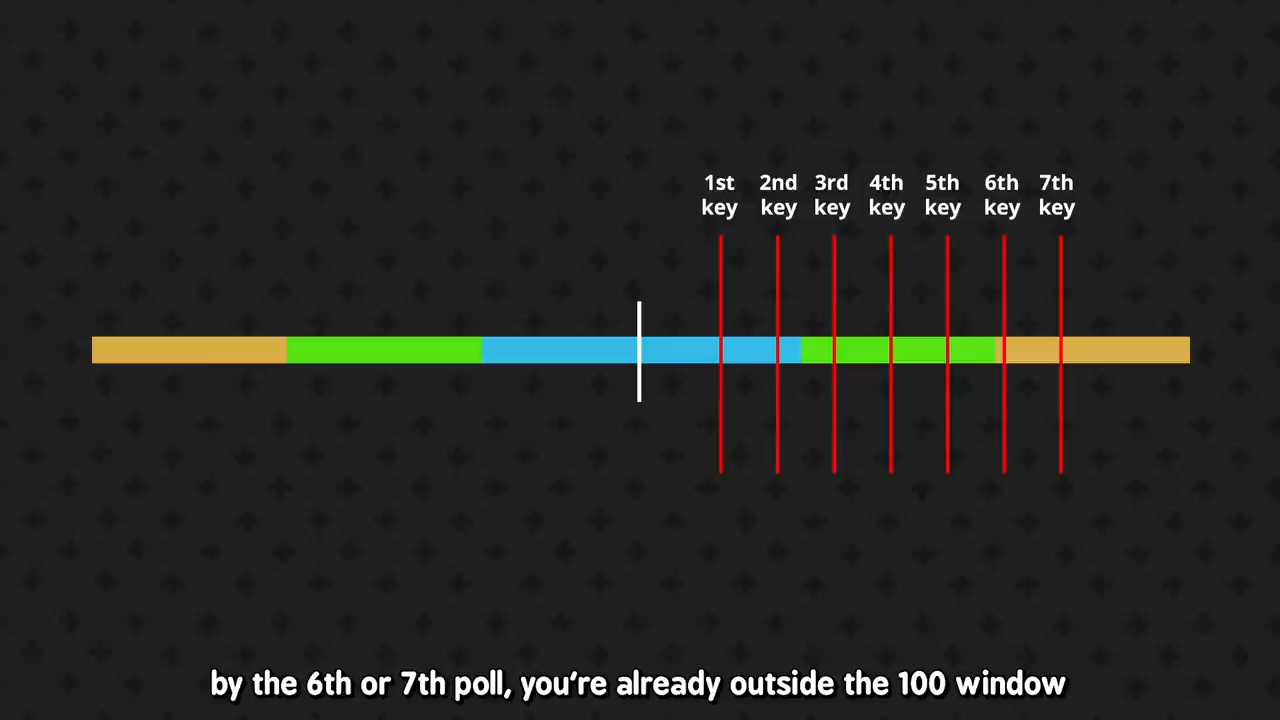 1st key
2nd key
3rd key
4th key
5th key
6th key
7th key
by the 6th or 7th poll, you're already outside the 100 window